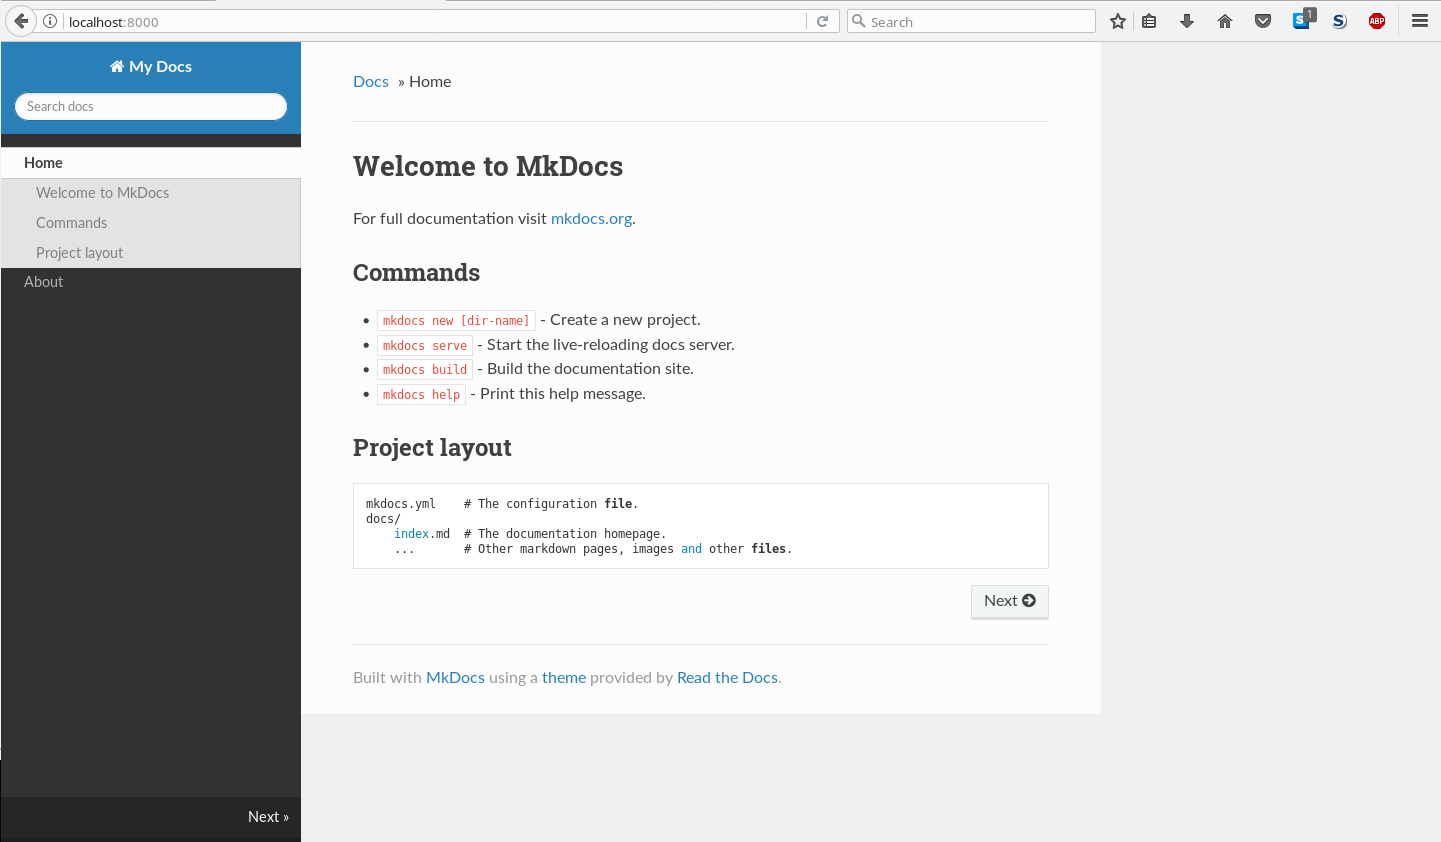 localhost:8000
Search
1
S
S
ABP
My Docs
Search docs
Home
Welcome to MkDocs
Commands
Project layout
About
Next »
Docs » Home
Welcome to MkDocs
For full documentation visit mkdocs.org.
Commands
• mkdocs new [dir-name] - Create a new project.
• mkdocs serve - Start the live-reloading docs server.
• mkdocs build - Build the documentation site.
• mkdocs help - Print this help message.
Project layout
mkdocs.yml    # The configuration file.
docs/
    index.md  # The documentation homepage.
    ...       # Other markdown pages, images and other files.
Next
Built with MkDocs using a theme provided by Read the Docs.